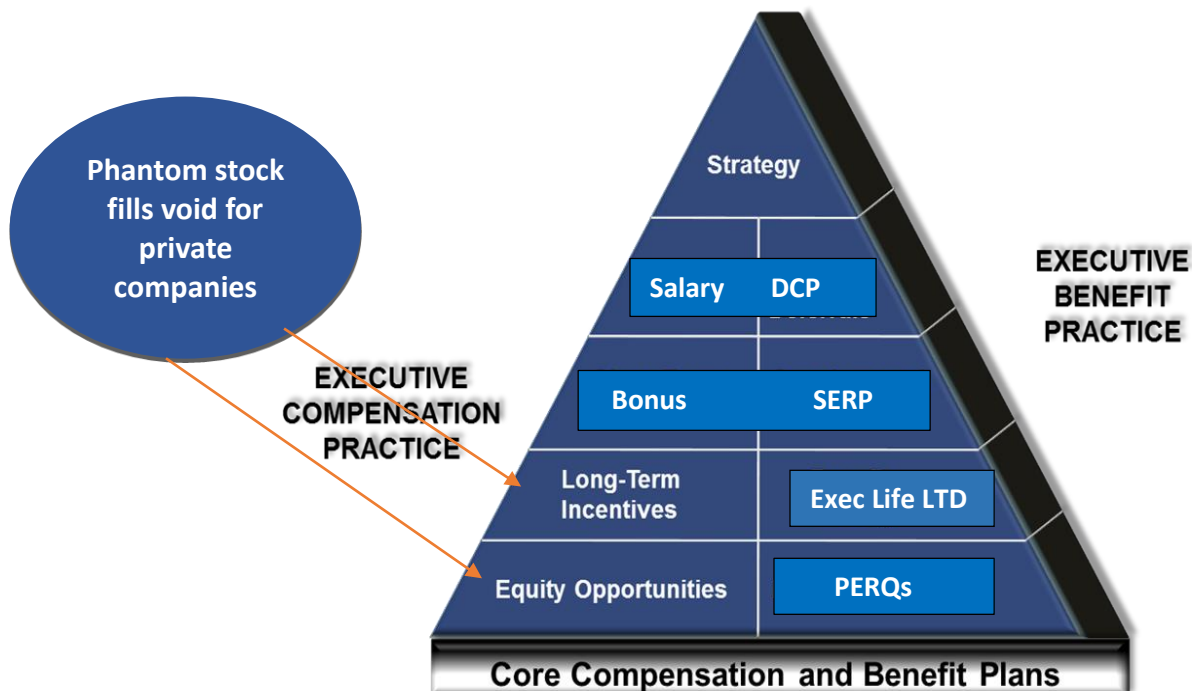 Phantom stock
fills void for
private
companies
EXECUTIVE
COMPENSATION
PRACTICE
Strategy
Salary DCP
Bonus SERP
Long-Term
Incentives
Exec Life LTD
Equity Opportunities
PERQs
EXECUTIVE
BENEFIT
PRACTICE
Core Compensation and Benefit Plans